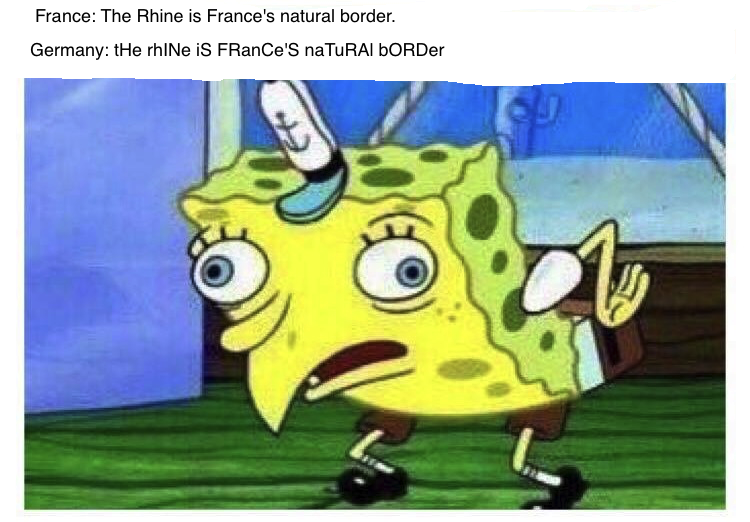 France: The Rhine is France's natural border.
Germany: tHe rhINe iS FRanCe'S naTuRAl bORDer